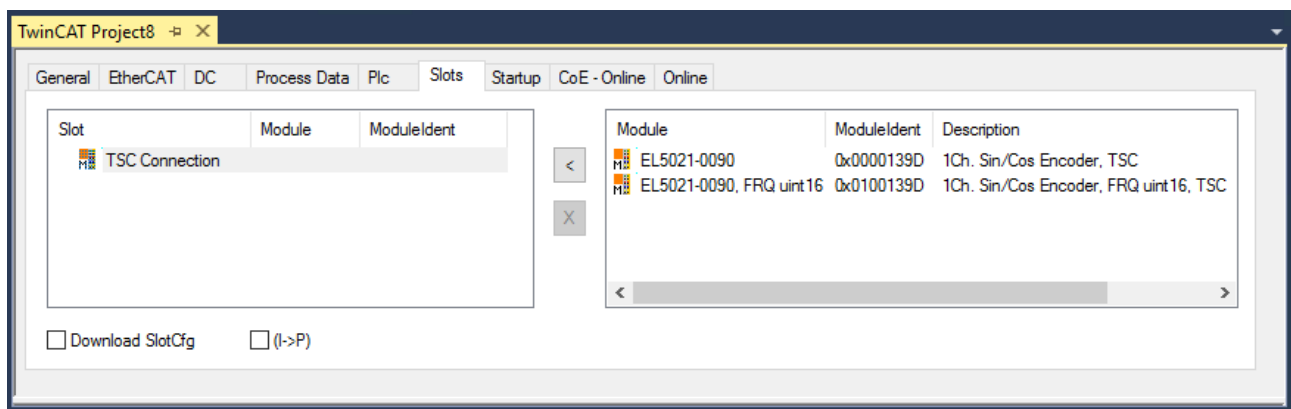 TwinCAT Project8
General EtherCAT DC Process Data Plc Slots Startup CoE - Online Online
Slot Module ModuleIdent
TSC Connection
<
X
Module ModuleIdent Description
EL5021-0090 0x0000139D 1Ch. Sin/Cos Encoder, TSC
EL5021-0090, FRQ uint16 0x0100139D 1Ch. Sin/Cos Encoder, FRQ uint16, TSC
Download SlotCfg (I->P)